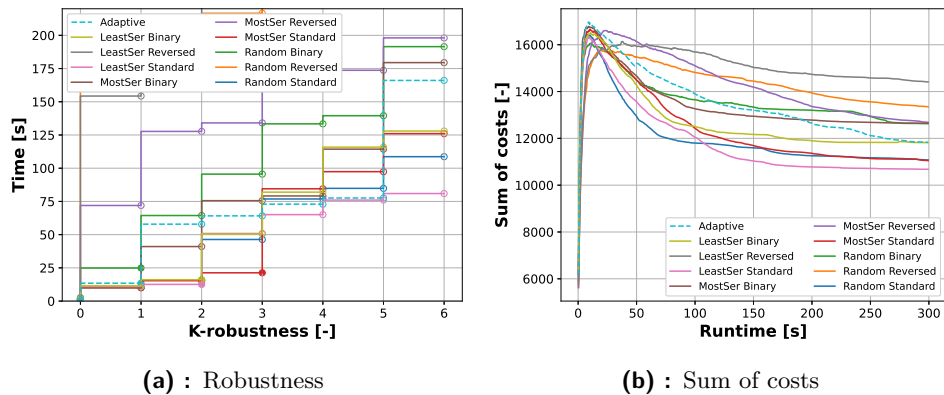 Adaptive
LeastSer Binary
LeastSer Reversed
LeastSer Standard
MostSer Binary
MostSer Reversed
MostSer Standard
Random Binary
Random Reversed
Random Standard
200
175
150
125
100
75
50
25
0
Time [s]
0 1 2 3 4 5 6
K-robustness [-]
(a) : Robustness
16000
14000
12000
10000
8000
6000
Sum of costs [-]
Adaptive
LeastSer Binary
LeastSer Reversed
LeastSer Standard
MostSer Binary
MostSer Reversed
MostSer Standard
Random Binary
Random Reversed
Random Standard
0 50 100 150 200 250 300
Runtime [s]
(b) : Sum of costs